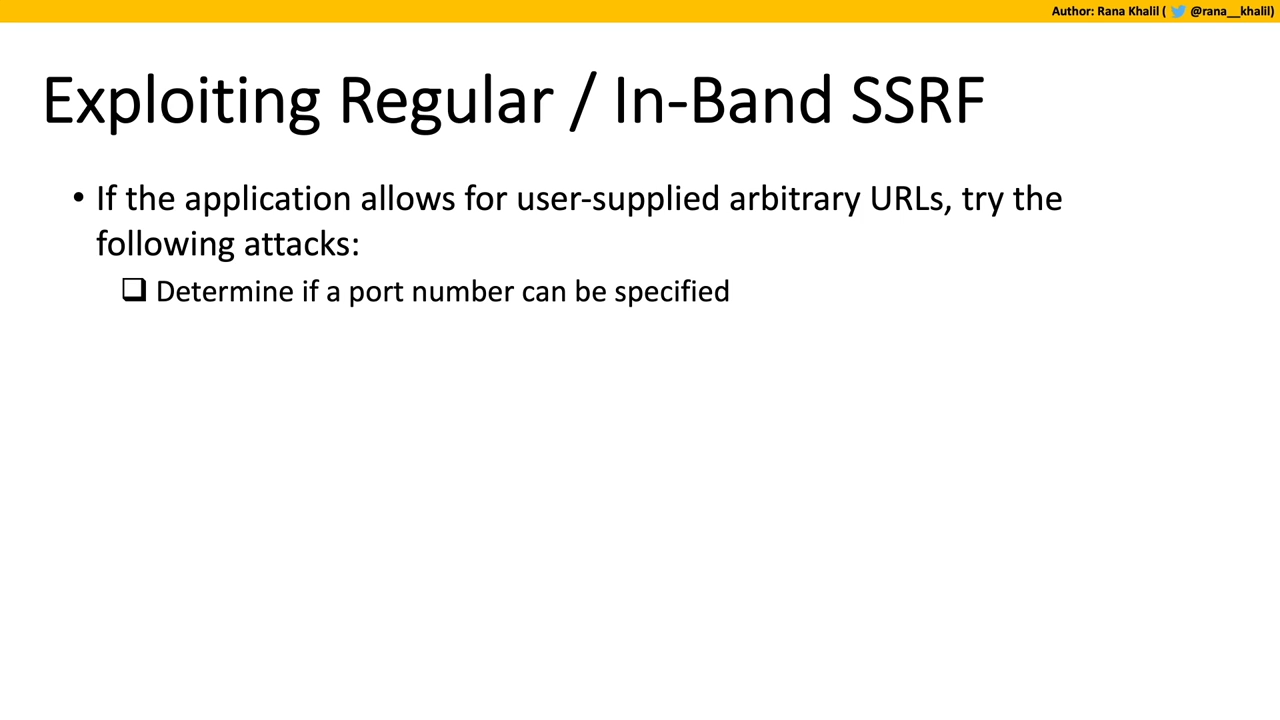 Author: Rana Khalil ( @rana__khalil)
Exploiting Regular / In-Band SSRF
• If the application allows for user-supplied arbitrary URLs, try the
following attacks:
❑ Determine if a port number can be specified